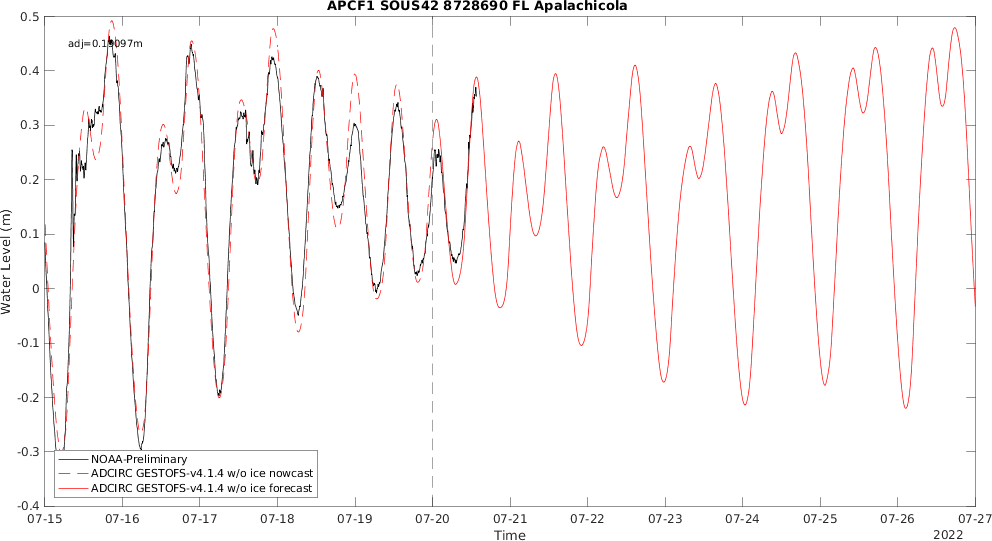 APCF1 SOUS42 8728690 FL Apalachicola
adj=0.19097m
0.5
0.4
0.3
0.2
0.1
0
-0.1
-0.2
-0.3
-0.4
Water Level (m)
NOAA-Preliminary
ADCIRC GESTOFS-v4.1.4 w/o ice nowcast
ADCIRC GESTOFS-v4.1.4 w/o ice forecast
07-15 07-16 07-17 07-18 07-19 07-20 07-21 07-22 07-23 07-24 07-25 07-26 07-27
Time
2022